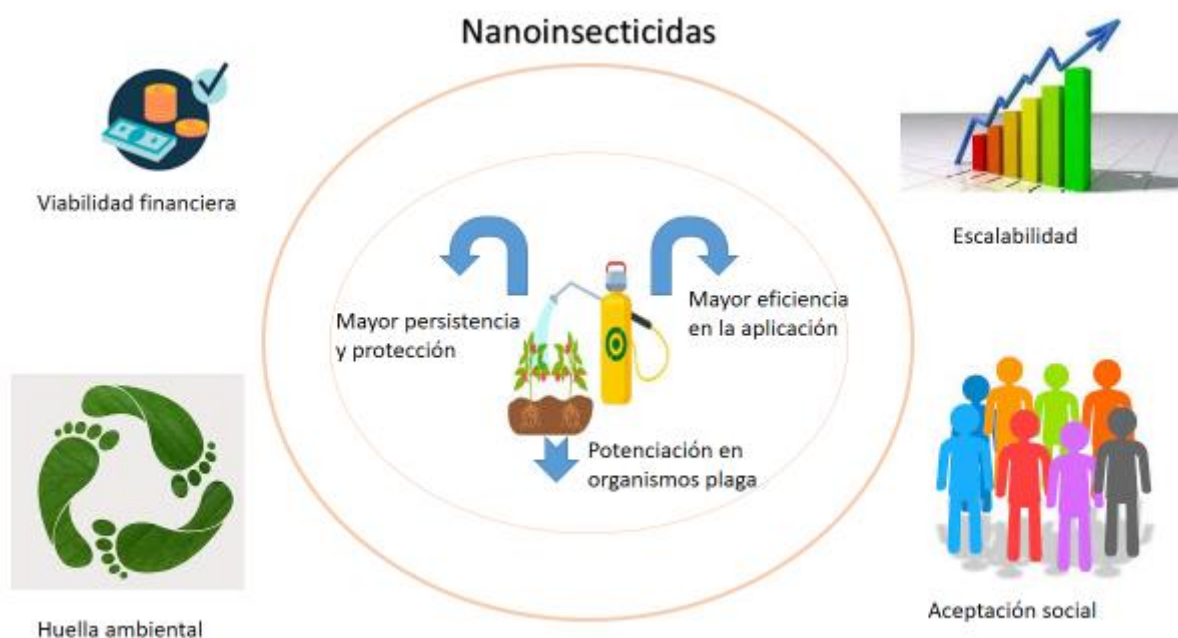 Nanoinsecticidas
Viabilidad financiera
Escalabilidad
Mayor persistencia
y protección
Mayor eficiencia
en la aplicación
Potenciación en
organismos plaga
Huella ambiental
Aceptación social